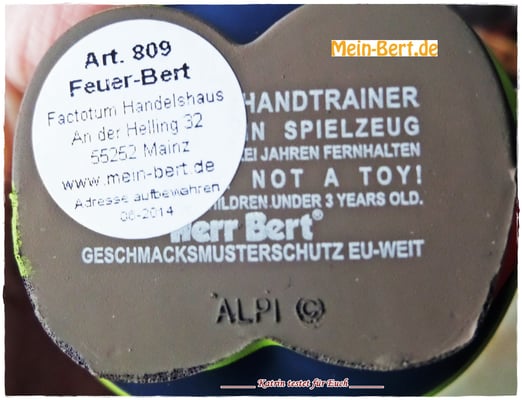 Mein-Bert.de
Art. 809
Feuer-Bert
Factotum Handelshaus
An der Helling 32
55252 Mainz
www.mein-bert.de
Adresse aufbewahren
06-2014
HANDTRAINER
SPIELZEUG
JAHREN FERNHALTEN
NOT A TOY!
UNDER 3 YEARS OLD.
Herr Bert®
GESCHMACKSMUSTERSCHUTZ EU-WEIT
ALPI ©
Katrin testet für Euch